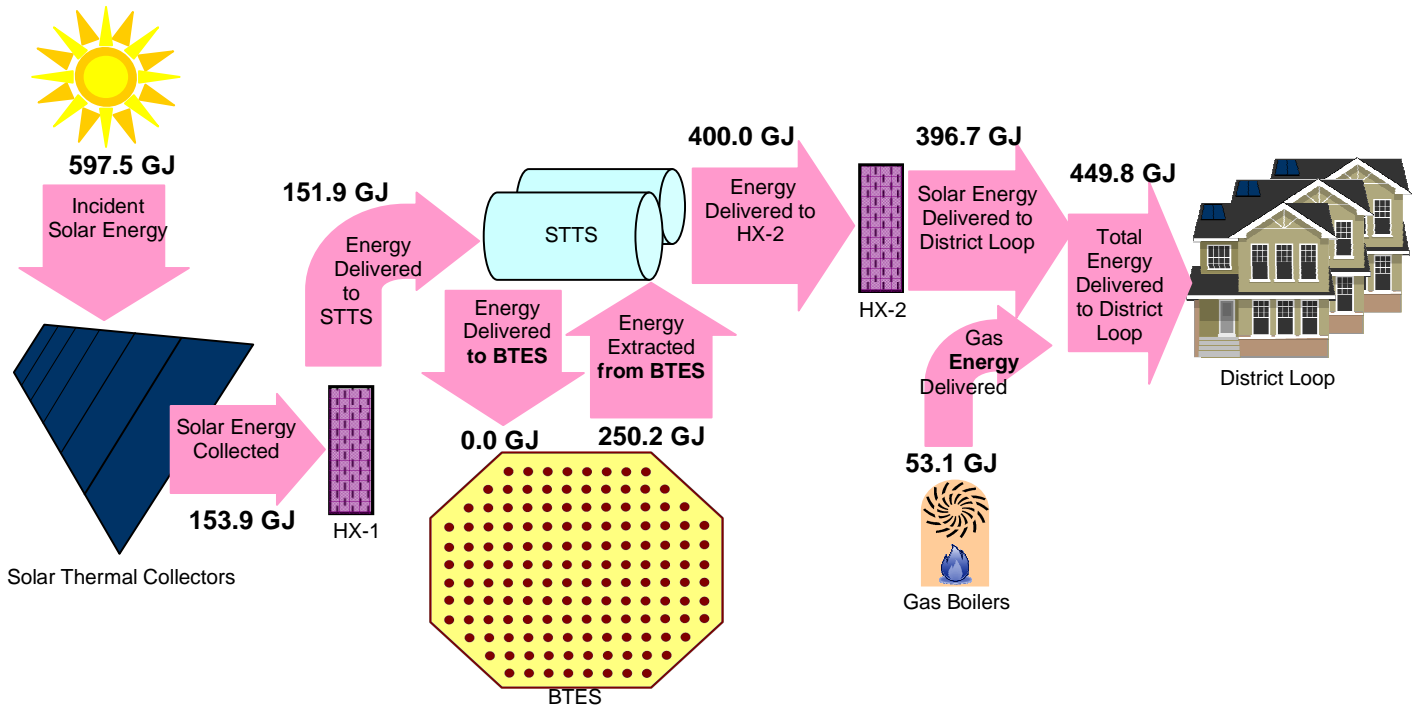 597.5 GJ
Incident
Solar Energy
Solar Thermal Collectors
Solar Energy
Collected
153.9 GJ
HX-1
151.9 GJ
Energy
Delivered
to
STTS
STTS
Energy
Delivered
to BTES
0.0 GJ
Energy
Extracted
from BTES
250.2 GJ
BTES
400.0 GJ
Energy
Delivered to
HX-2
HX-2
396.7 GJ
Solar Energy
Delivered to
District Loop
Gas
Energy
Delivered
53.1 GJ
Gas Boilers
449.8 GJ
Total
Energy
Delivered
to District
Loop
District Loop